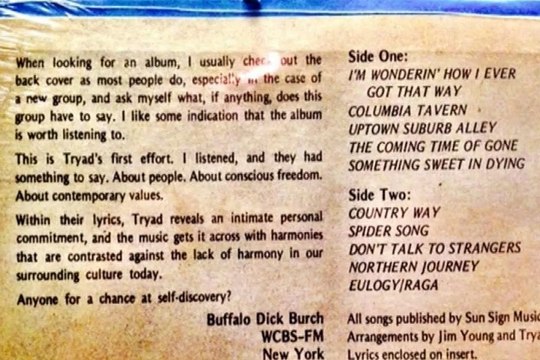 When looking for an album, I usually check out the
back cover as most people do, especially in the case of
a new group, and ask myself what, if anything, does this
group have to say. I like some indication that the album
is worth listening to.
This is Tryad's first effort. I listened, and they had
something to say. About people. About conscious freedom.
About contemporary values.
Within their lyrics, Tryad reveals an intimate personal
commitment, and the music gets it across with harmonies
that are contrasted against the lack of harmony in our
surrounding culture today.
Anyone for a chance at self-discovery?
Buffalo Dick Burch
WCBS-FM
New York
Side One:
I'M WONDERIN' HOW I EVER
GOT THAT WAY
COLUMBIA TAVERN
UPTOWN SUBURB ALLEY
THE COMING TIME OF GONE
SOMETHING SWEET IN DYING
Side Two:
COUNTRY WAY
SPIDER SONG
DON'T TALK TO STRANGERS
NORTHERN JOURNEY
EULOGY/RAGA
All songs published by Sun Sign Music
Arrangements by Jim Young and Trya
Lyrics enclosed on insert.